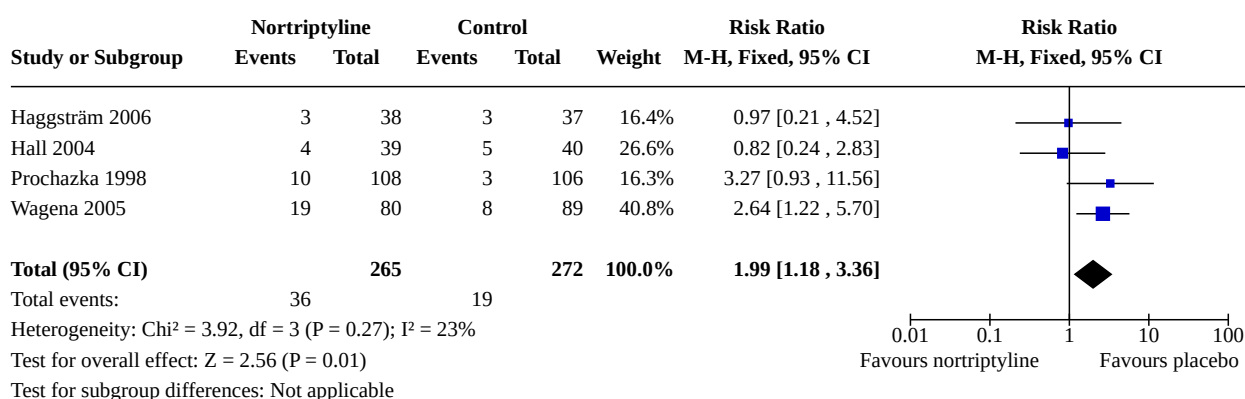 Nortriptyline Control Risk Ratio Risk Ratio
Study or Subgroup Events Total Events Total Weight M-H, Fixed, 95% CI M-H, Fixed, 95% CI
Haggsträm 2006 3 38 3 37 16.4% 0.97 [0.21 , 4.52]
Hall 2004 4 39 5 40 26.6% 0.82 [0.24 , 2.83]
Prochazka 1998 10 108 3 106 16.3% 3.27 [0.93 , 11.56]
Wagena 2005 19 80 8 89 40.8% 2.64 [1.22 , 5.70]
Total (95% CI) 265 272 100.0% 1.99 [1.18 , 3.36]
Total events: 36 19
Heterogeneity: Chi² = 3.92, df = 3 (P = 0.27); I² = 23%
0.01 0.1 1 10 100
Test for overall effect: Z = 2.56 (P = 0.01) Favours nortriptyline Favours placebo
Test for subgroup differences: Not applicable